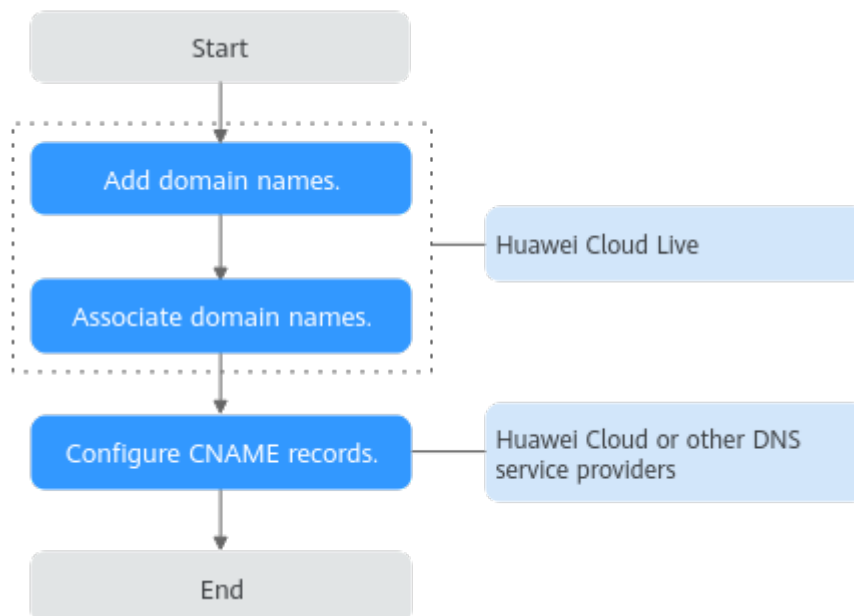 Start
Add domain names.
Huawei Cloud Live
Associate domain names.
Configure CNAME records.
Huawei Cloud or other DNS
service providers
End